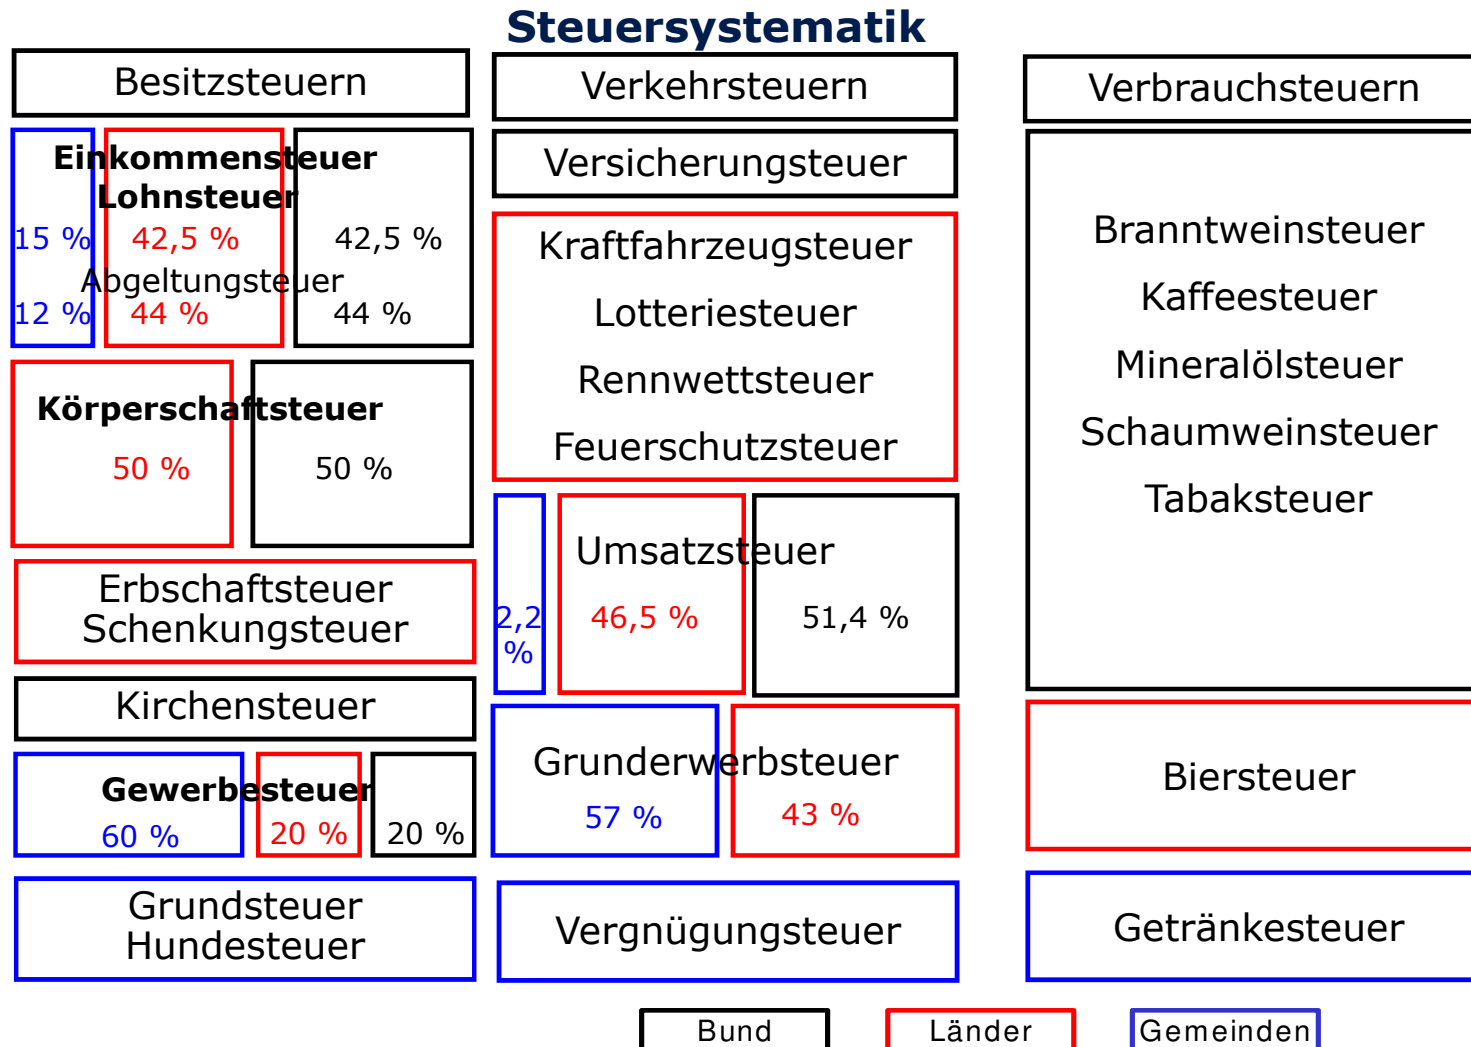 Steuersystematik
Besitzsteuern
Einkommensteuer
Lohnsteuer
15 % 42,5 % 42,5 %
Abgeltungsteuer
12 % 44 % 44 %
Körperschaftsteuer
50 % 50 %
Erbschaftsteuer
Schenkungsteuer
Kirchensteuer
Gewerbesteuer
60 % 20 % 20 %
Grundsteuer
Hundesteuer
Verkehrsteuern
Versicherungsteuer
Kraftfahrzeugsteuer
Lotteriesteuer
Rennwettsteuer
Feuerschutzsteuer
Umsatzsteuer
2,2 46,5 % 51,4 %
%
Grunderwerbsteuer
57 % 43 %
Vergnügungsteuer
Verbrauchsteuern
Branntweinsteuer
Kaffeesteuer
Mineralölsteuer
Schaumweinsteuer
Tabaksteuer
Biersteuer
Getränkesteuer
Bund Länder Gemeinden